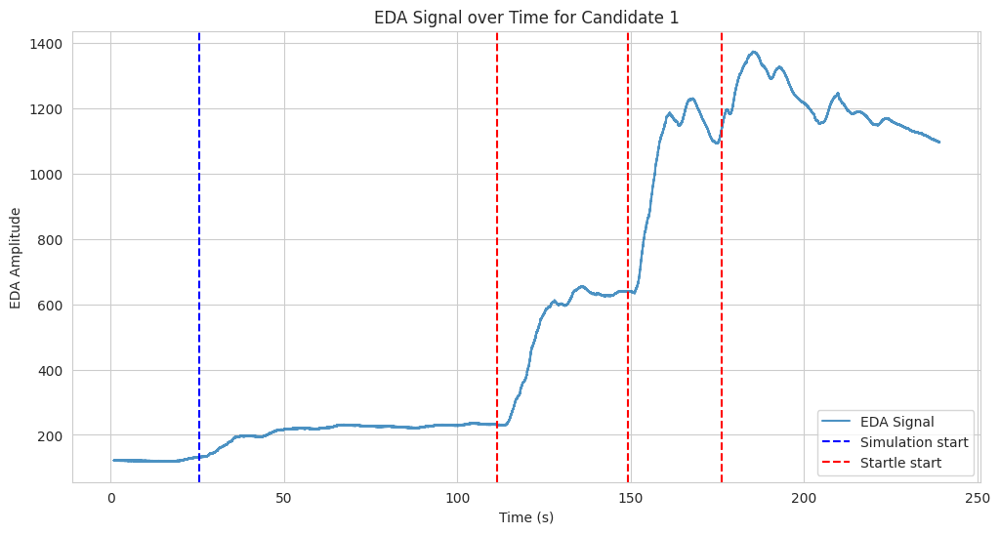 EDA Signal over Time for Candidate 1
EDA Amplitude
1400
1200
1000
800
600
400
200
0
50
100
150
200
250
Time (s)
EDA Signal
Simulation start
Startle start